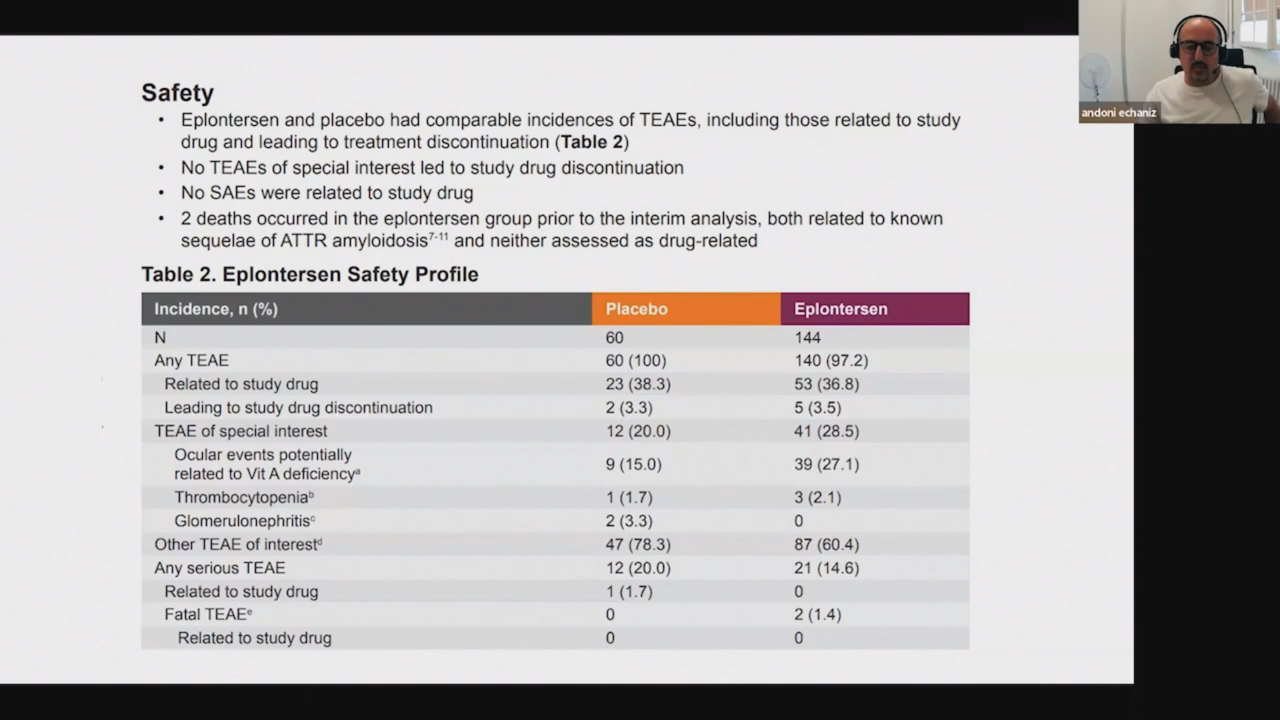 andoni echaniz
Safety
• Eplontersen and placebo had comparable incidences of TEAEs, including those related to study
drug and leading to treatment discontinuation (Table 2)
• No TEAEs of special interest led to study drug discontinuation
• No SAEs were related to study drug
• 2 deaths occurred in the eplontersen group prior to the interim analysis, both related to known
sequelae of ATTR amyloidosis⁷⁻¹¹ and neither assessed as drug-related
Table 2. Eplontersen Safety Profile
Incidence, n (%) Placebo Eplontersen
N 60 144
Any TEAE 60 (100) 140 (97.2)
Related to study drug 23 (38.3) 53 (36.8)
Leading to study drug discontinuation 2 (3.3) 5 (3.5)
TEAE of special interest 12 (20.0) 41 (28.5)
Ocular events potentially
related to Vit A deficiencyᵃ 9 (15.0) 39 (27.1)
Thrombocytopeniaᵇ 1 (1.7) 3 (2.1)
Glomerulonephritisᶜ 2 (3.3) 0
Other TEAE of interestᵈ 47 (78.3) 87 (60.4)
Any serious TEAE 12 (20.0) 21 (14.6)
Related to study drug 1 (1.7) 0
Fatal TEAEᵉ 0 2 (1.4)
Related to study drug 0 0